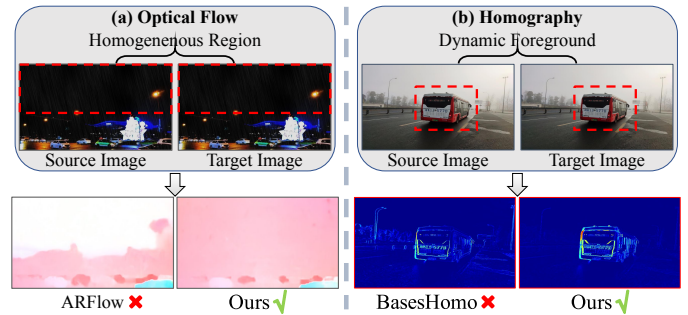 (a) Optical Flow
Homogenenous Region
Source Image
Target Image
ARFlow
Ours
(b) Homography
Dynamic Foreground
Source Image
Target Image
BasesHomo
Ours